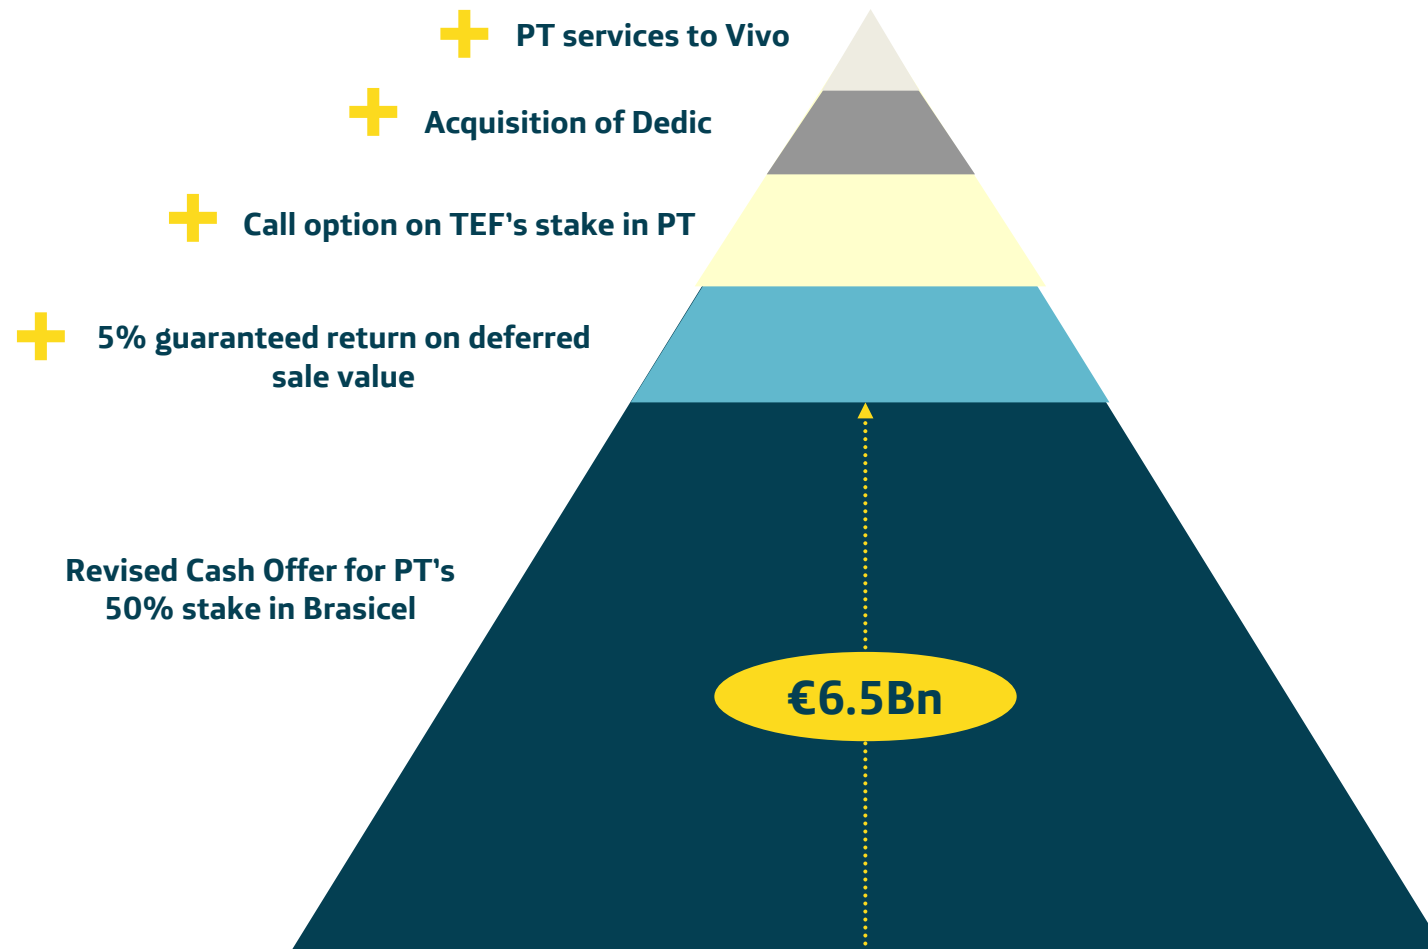 PT services to Vivo
Acquisition of Dedic
Call option on TEF’s stake in PT
5% guaranteed return on deferred
sale value
Revised Cash Offer for PT’s
50% stake in Brasicel
€6.5Bn